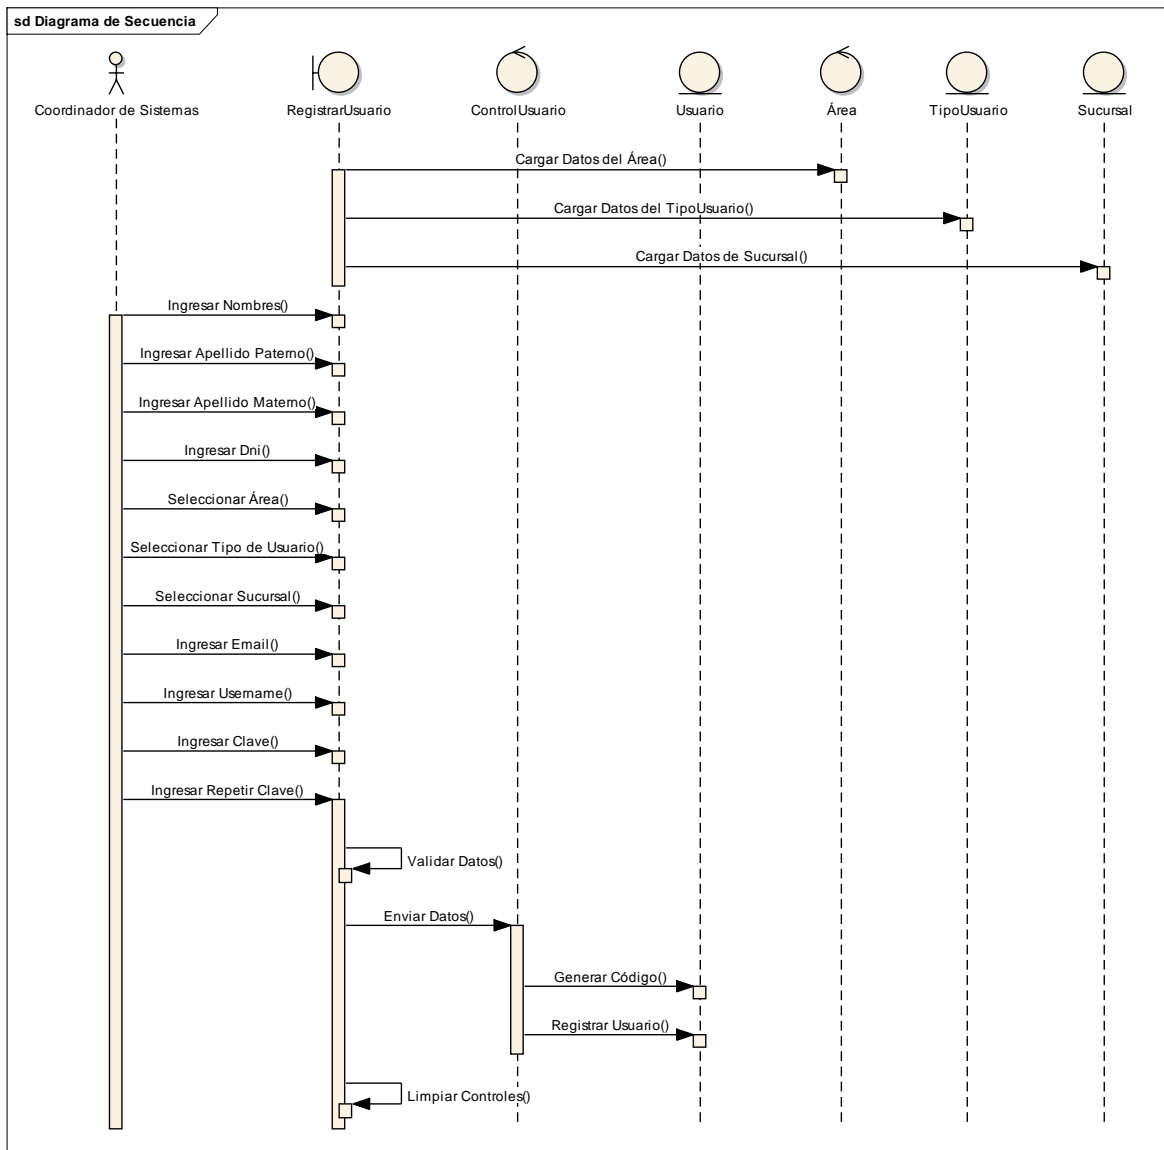 sd Diagrama de Secuencia
Coordinador de Sistemas
RegistrarUsuario
ControlUsuario
Usuario
Área
TipoUsuario
Sucursal
Cargar Datos del Área()
Cargar Datos del TipoUsuario()
Cargar Datos de Sucursal()
Ingresar Nombres()
Ingresar Apellido Paterno()
Ingresar Apellido Materno()
Ingresar Dni()
Seleccionar Área()
Seleccionar Tipo de Usuario()
Seleccionar Sucursal()
Ingresar Email()
Ingresar Username()
Ingresar Clave()
Ingresar Repetir Clave()
Validar Datos()
Enviar Datos()
Generar Código()
Registrar Usuario()
Limpiar Controles()